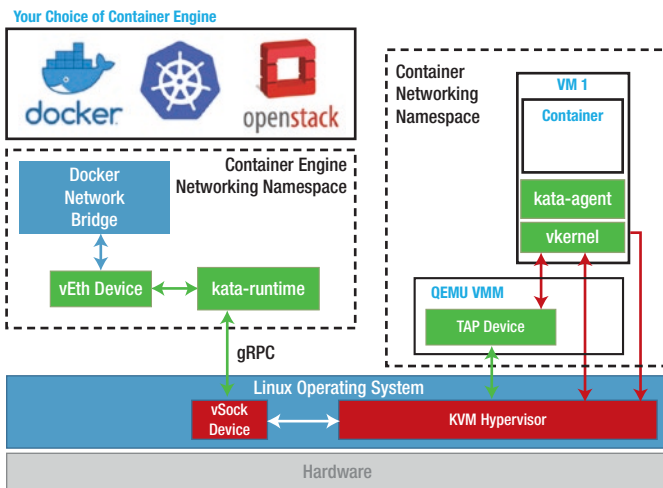 Your Choice of Container Engine
docker
openstack
Container Engine
Networking Namespace
Docker
Network
Bridge
vEth Device
kata-runtime
gRPC
Container
Networking
Namespace
VM 1
Container
kata-agent
vkernel
QEMU VMM
TAP Device
Linux Operating System
vSock
Device
KVM Hypervisor
Hardware